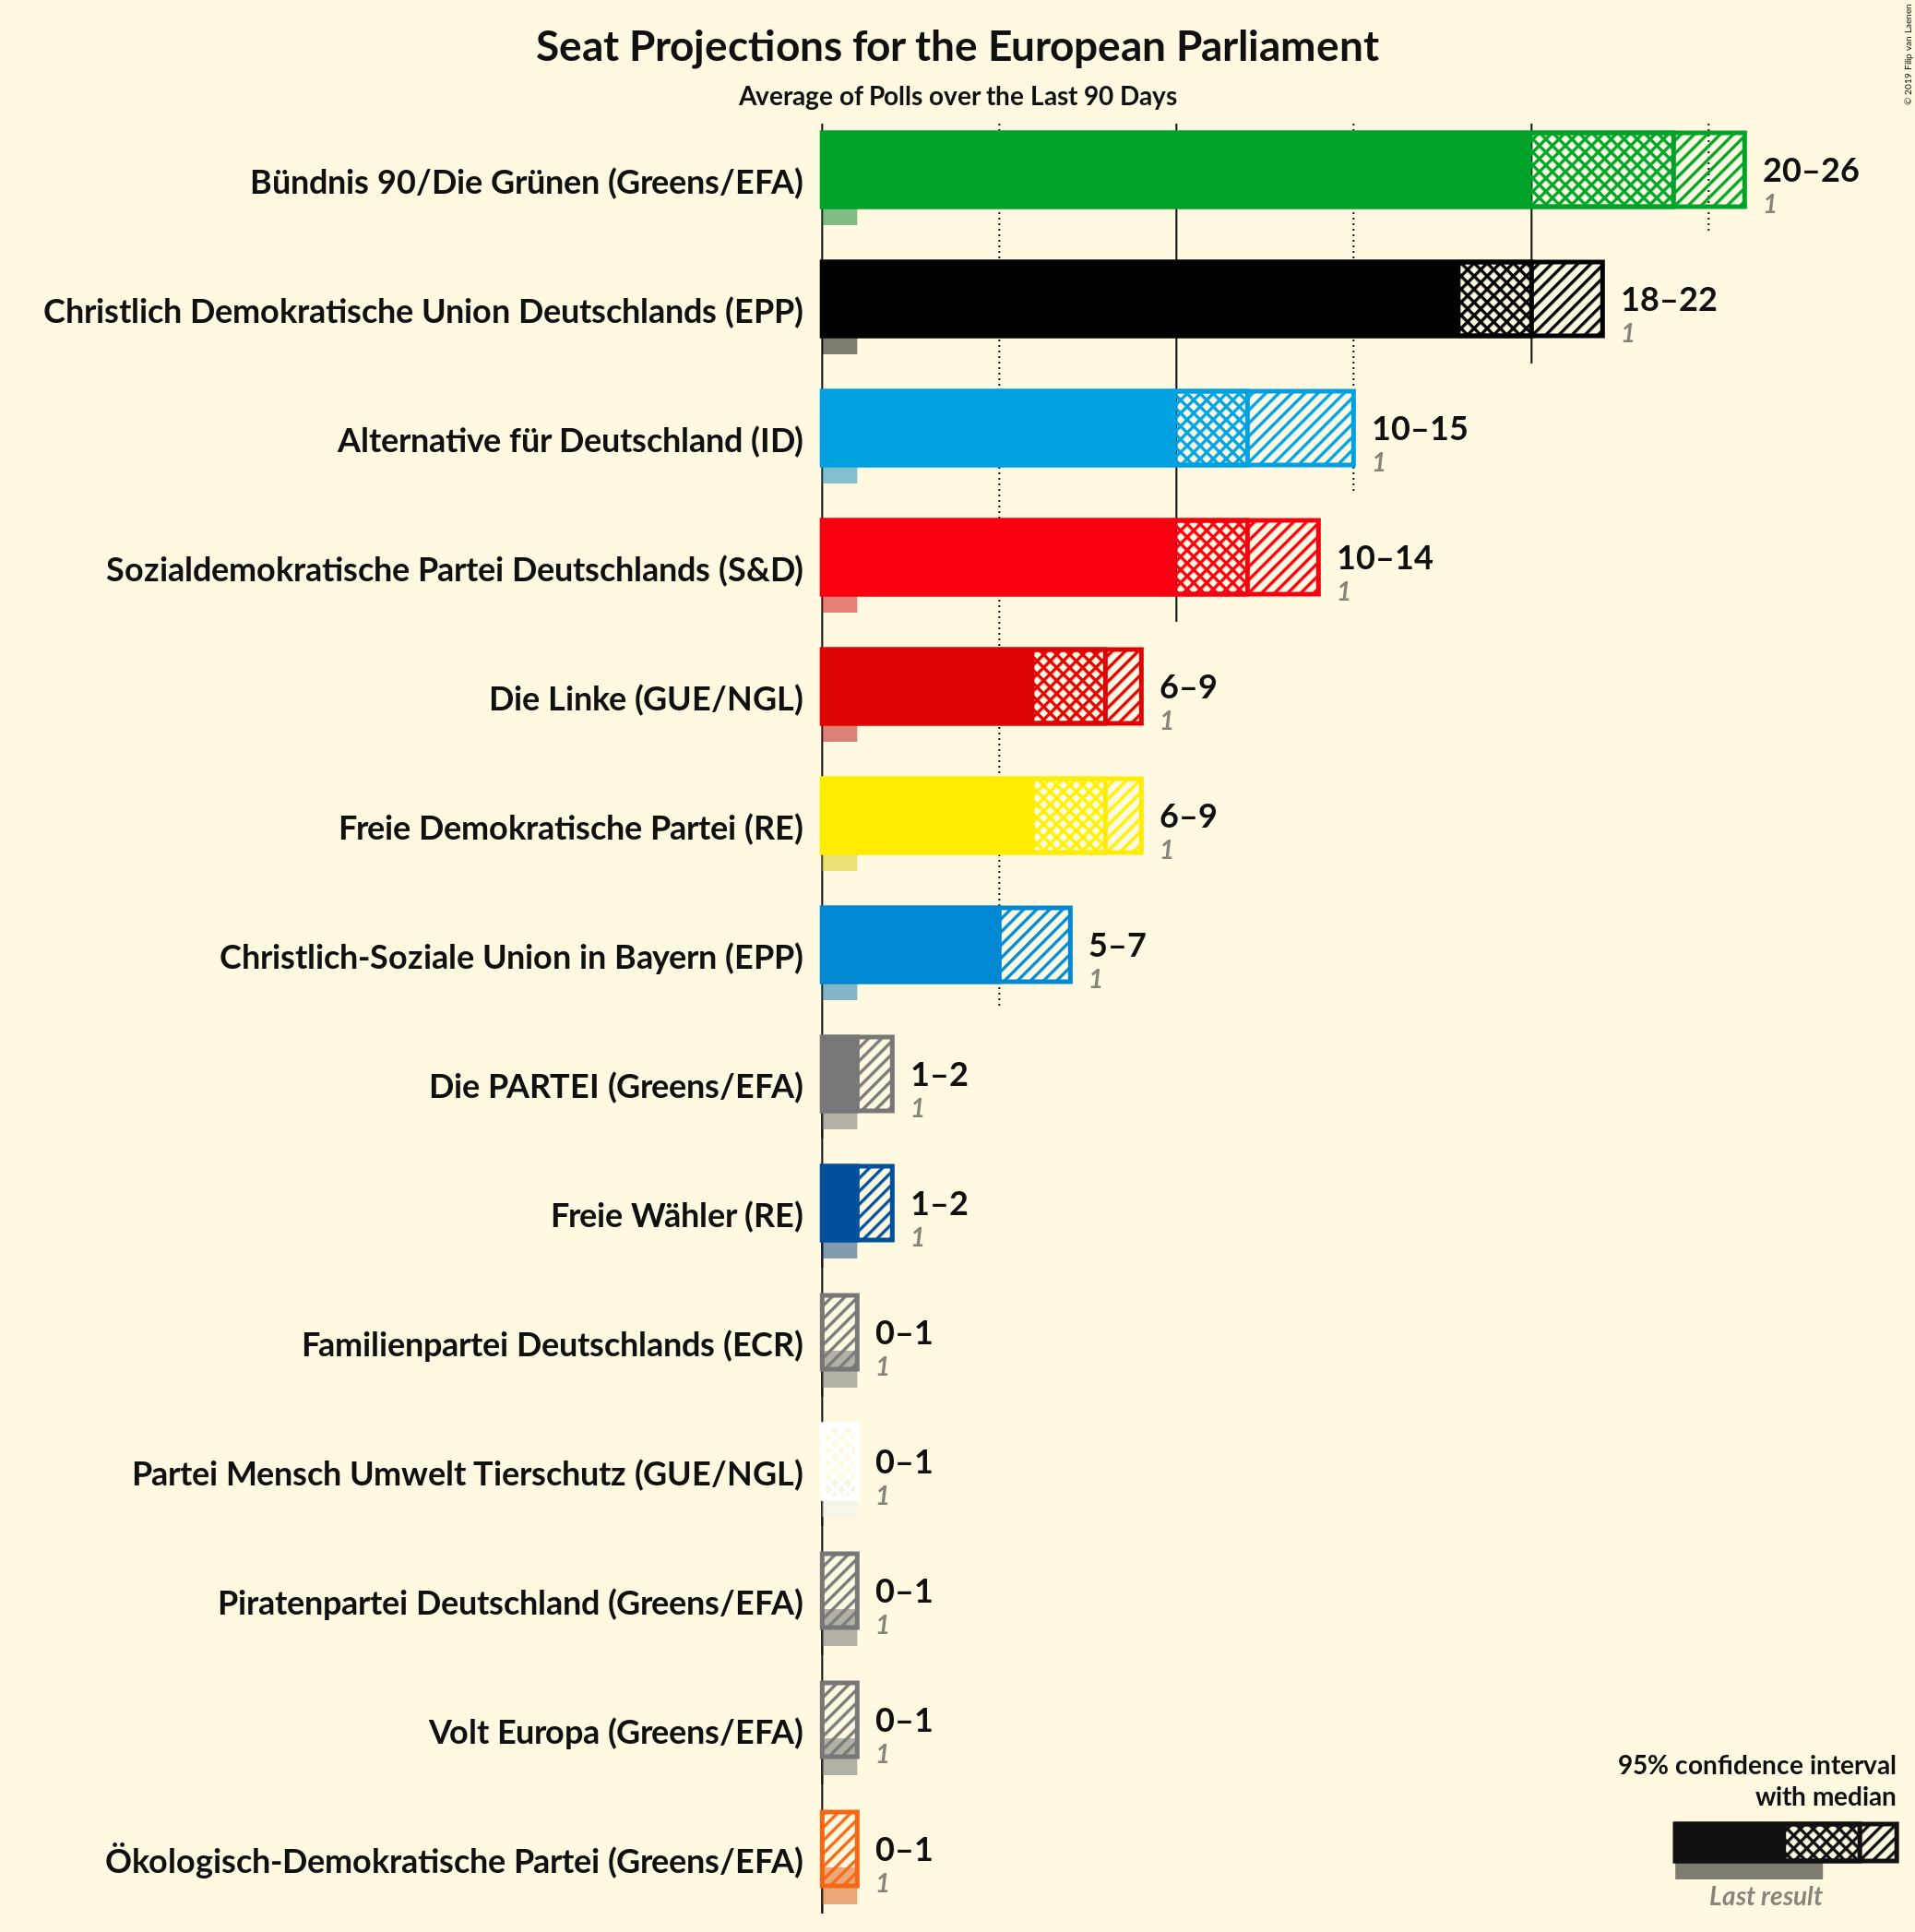 Seat Projections for the European Parliament
Average of Polls over the Last 90 Days
© 2019 Filip van Laenen
Bündnis 90/Die Grünen (Greens/EFA)
20–26
1
Christlich Demokratische Union Deutschlands (EPP)
18–22
1
Alternative für Deutschland (ID)
10–15
1
Sozialdemokratische Partei Deutschlands (S&D)
10–14
1
Die Linke (GUE/NGL)
6–9
1
Freie Demokratische Partei (RE)
6–9
1
Christlich-Soziale Union in Bayern (EPP)
5–7
1
Die PARTEI (Greens/EFA)
1–2
1
Freie Wähler (RE)
1–2
1
Familienpartei Deutschlands (ECR)
0–1
1
Partei Mensch Umwelt Tierschutz (GUE/NGL)
0–1
1
Piratenpartei Deutschland (Greens/EFA)
0–1
1
Volt Europa (Greens/EFA)
0–1
1
Ökologisch-Demokratische Partei (Greens/EFA)
0–1
1
95% confidence interval
with median
Last result